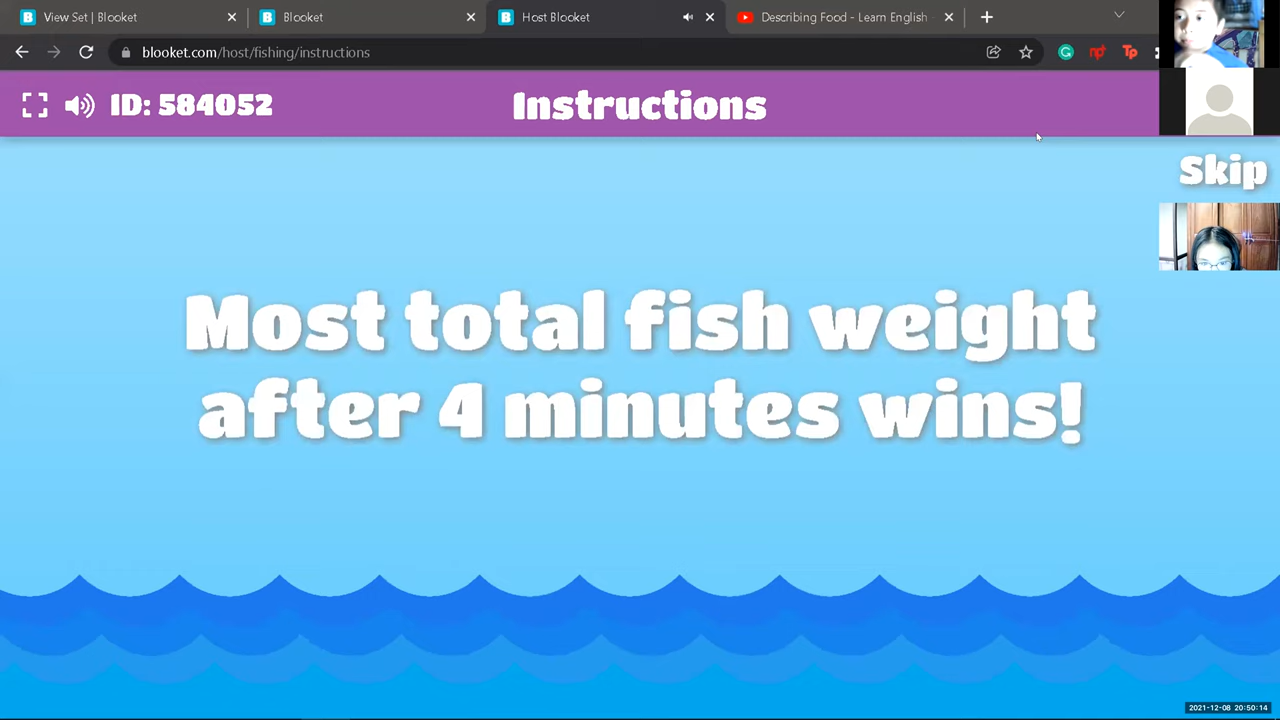 View Set | Blooket
Blooket
Host Blooket
Describing Food - Learn English
blooket.com/host/fishing/instructions
ID: 584052
Instructions
Skip
Most total fish weight
after 4 minutes wins!
2021-12-08 20:50:14